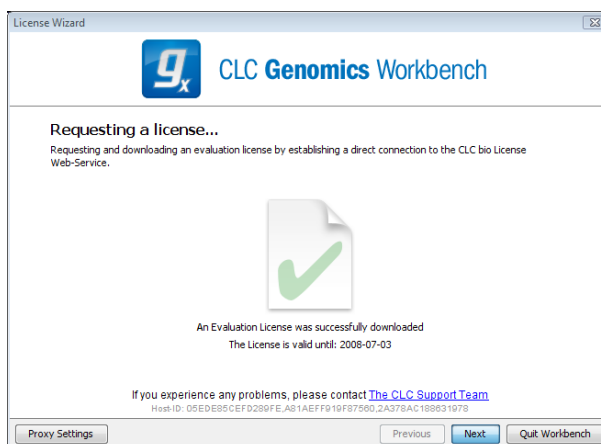 License Wizard
gx
CLC Genomics Workbench
Requesting a license...
Requesting and downloading an evaluation license by establishing a direct connection to the CLC bio License
Web-Service.
An Evaluation License was successfully downloaded
The License is valid until: 2008-07-03
If you experience any problems, please contact The CLC Support Team
Host-ID: 05EDE85CEFD289FE,A81AEFF919F87560,2A378AC188631978
Proxy Settings
Previous
Next
Quit Workbench